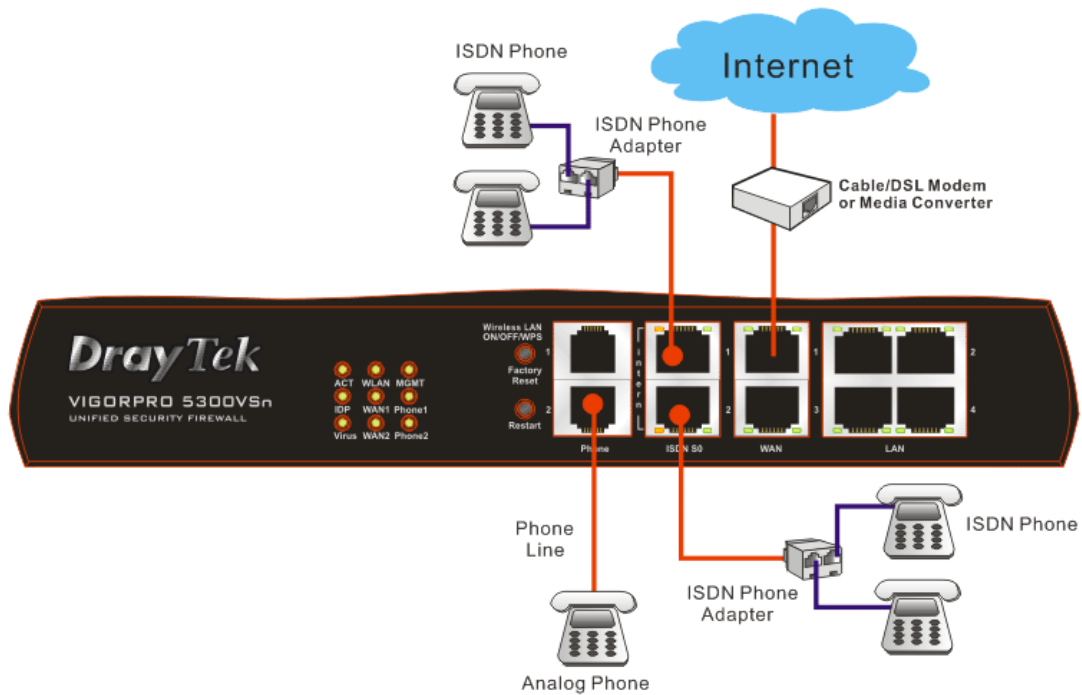 ISDN Phone
Internet
ISDN Phone
Adapter
Cable/DSL Modem
or Media Converter
DrayTek
VIGORPRO 5300VSn
UNIFIED SECURITY FIREWALL
ACT WLAN MGMT
IDP WAN1 Phone1
Virus WAN2 Phone2
Wireless LAN
ON/OFF/WPS
Factory
Reset
Restart
1
2
Phone
Intern
1
2
ISDN S0
WAN
1
3
2
4
LAN
Phone
Line
Analog Phone
ISDN Phone
Adapter
ISDN Phone